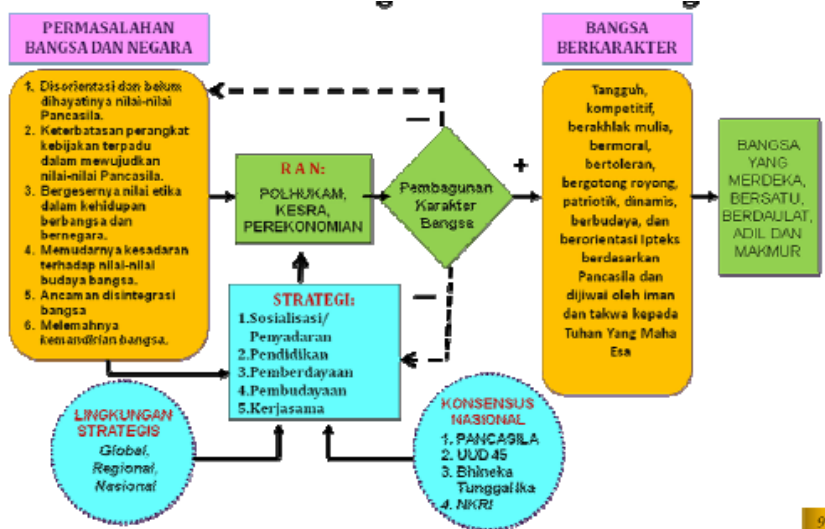 PERMASALAHAN
BANGSA DAN NEGARA
1. Disorientasi dan belum
dihayatinya nilai-nilai
Pancasila.
2. Keterbatasan perangkat
kebijakan terpadu
dalam mewujudkan
nilai-nilai Pancasila.
3. Bergesernya nilai etika
dalam kehidupan
berbangsa dan
bernegara.
4. Memudarnya kesadaran
terhadap nilai-nilai
budaya bangsa.
5. Ancaman disintegrasi
bangsa
6. Melemahnya
kemandirian bangsa.
R A N:
POLHUKAM,
KESRA,
PEREKONOMIAN
Pembagunan
Karakter
Bangsa
–
+
–
STRATEGI:
1.Sosialisasi/
Penyadaran
2.Pendidikan
3.Pemberdayaan
4.Pembudayaan
5.Kerjasama
LINGKUNGAN
STRATEGIS
Global,
Regional,
Nasional
KONSENSUS
NASIONAL
1. PANCASILA
2. UUD 45
3. Bhineka
Tunggal Ika
4. NKRI
BANGSA
BERKARAKTER
Tangguh,
kompetitif,
berakhlak mulia,
bermoral,
bertoleran,
bergotong royong,
patriotik, dinamis,
berbudaya, dan
berorientasi Ipteks
berdasarkan
Pancasila dan
dijiwai oleh iman
dan takwa kepada
Tuhan Yang Maha
Esa
BANGSA
YANG
MERDEKA,
BERSATU,
BERDAULAT,
ADIL DAN
MAKMUR
9